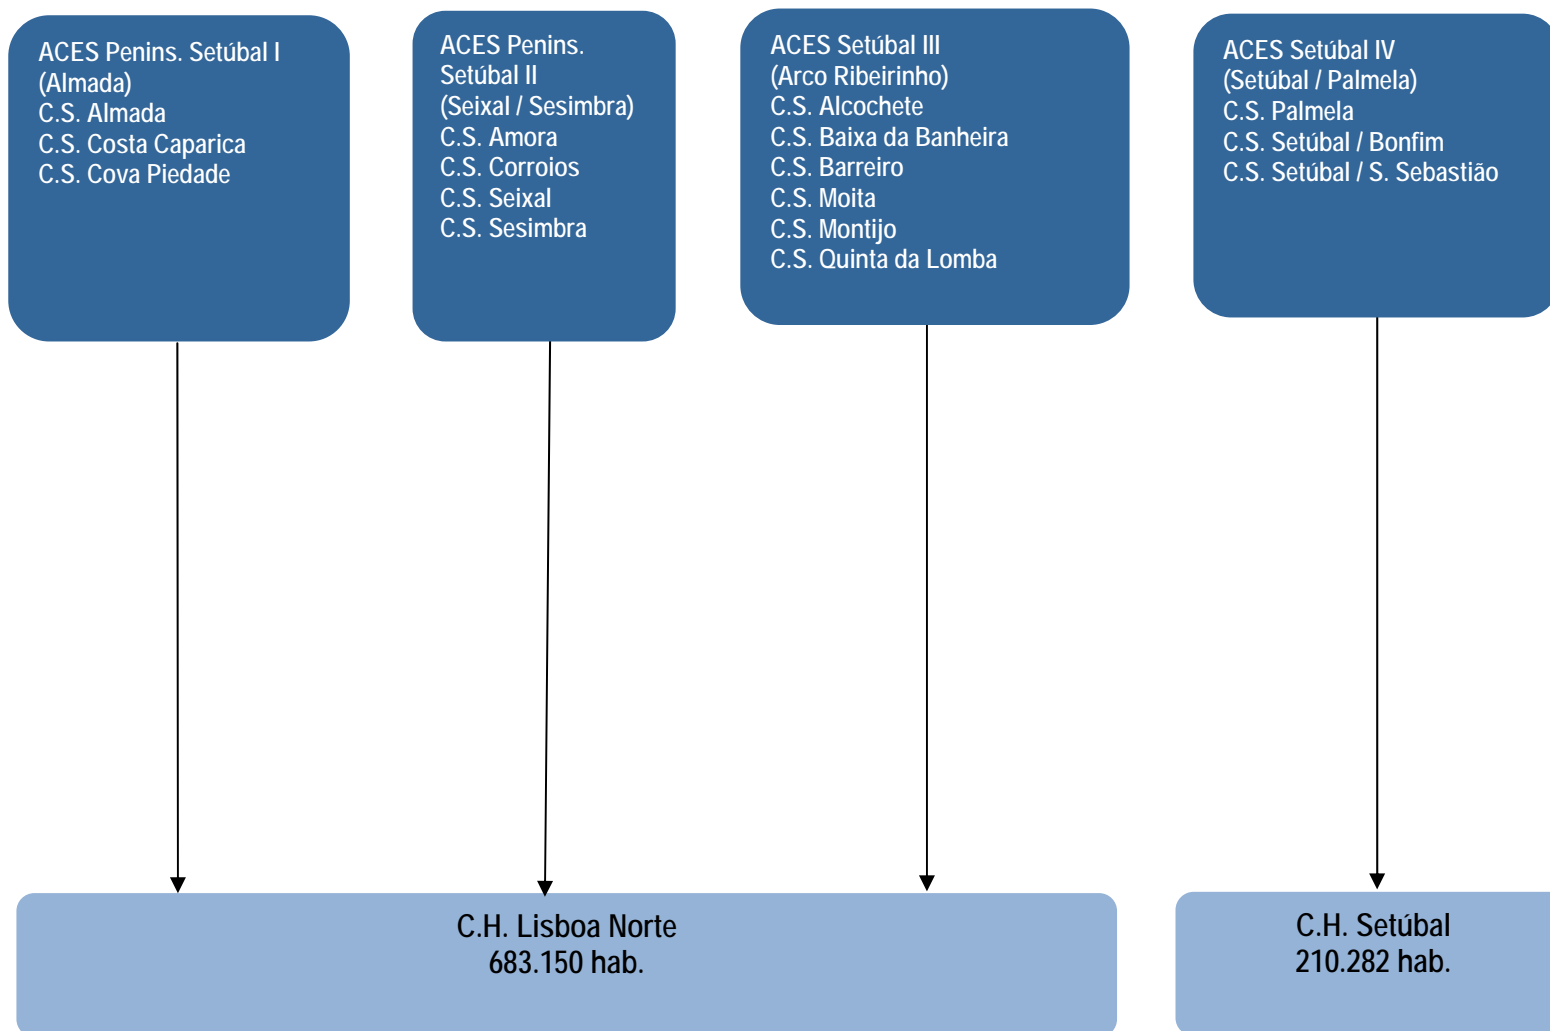 ACES Penins. Setúbal I
(Almada)
C.S. Almada
C.S. Costa Caparica
C.S. Cova Piedade
ACES Penins.
Setúbal II
(Seixal / Sesimbra)
C.S. Amora
C.S. Corroios
C.S. Seixal
C.S. Sesimbra
ACES Setúbal III
(Arco Ribeirinho)
C.S. Alcochete
C.S. Baixa da Banheira
C.S. Barreiro
C.S. Moita
C.S. Montijo
C.S. Quinta da Lomba
ACES Setúbal IV
(Setúbal / Palmela)
C.S. Palmela
C.S. Setúbal / Bonfim
C.S. Setúbal / S. Sebastião
C.H. Lisboa Norte
683.150 hab.
C.H. Setúbal
210.282 hab.